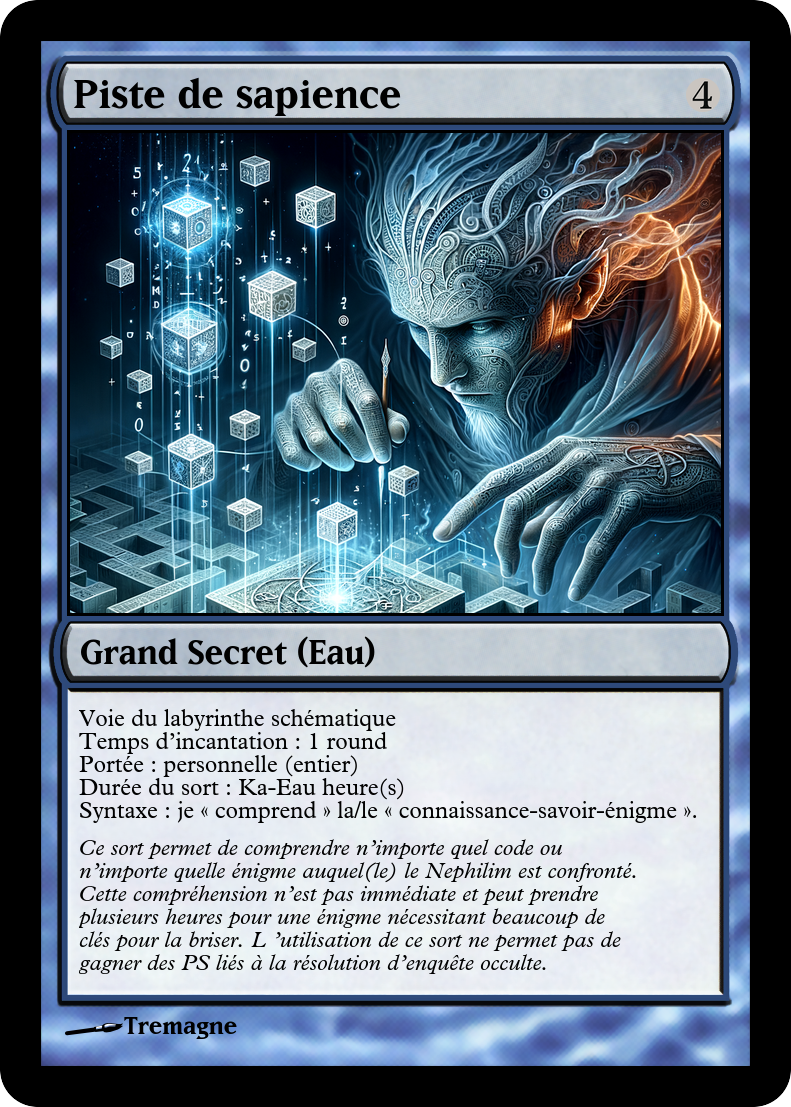 Piste de sapience 4
Grand Secret (Eau)
Voie du labyrinthe schématique
Temps d'incantation : 1 round
Portée : personnelle (entier)
Durée du sort : Ka-Eau heure(s)
Syntaxe : je « comprend » la/le « connaissance-savoir-énigme ».
Ce sort permet de comprendre n'importe quel code ou
n'importe quelle énigme auquel(le) le Nephilim est confronté.
Cette compréhension n'est pas immédiate et peut prendre
plusieurs heures pour une énigme nécessitant beaucoup de
clés pour la briser. L 'utilisation de ce sort ne permet pas de
gagner des PS liés à la résolution d'enquête occulte.
Tremagne